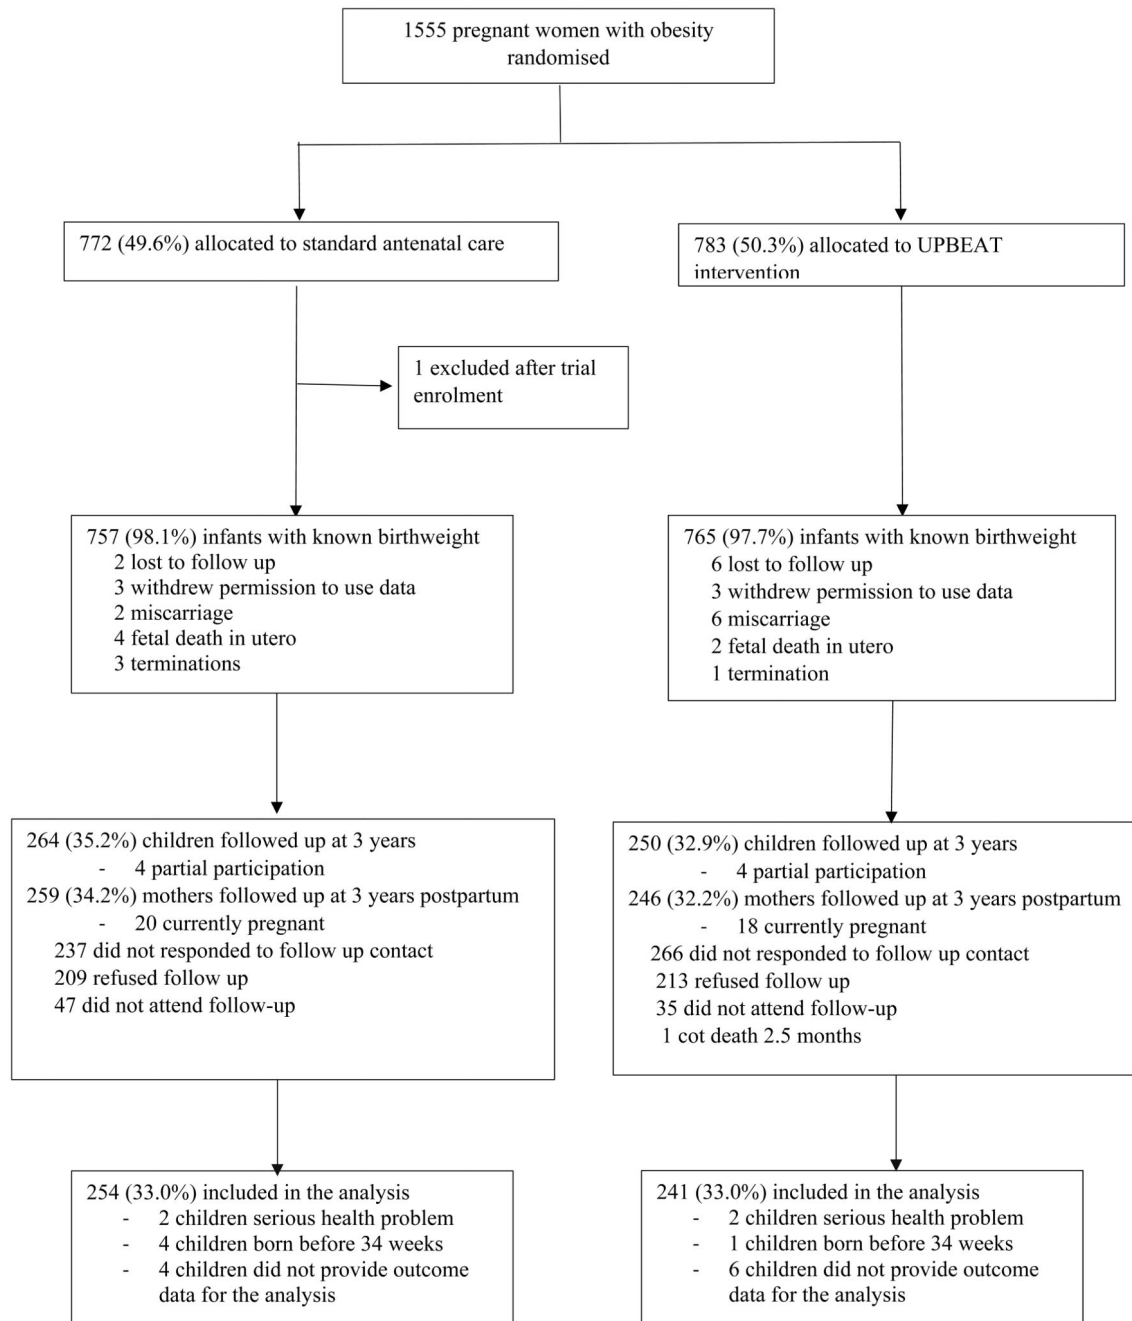 1555 pregnant women with obesity
randomised
772 (49.6%) allocated to standard antenatal care
783 (50.3%) allocated to UPBEAT
intervention
1 excluded after trial
enrolment
757 (98.1%) infants with known birthweight
2 lost to follow up
3 withdrew permission to use data
2 miscarriage
4 fetal death in utero
3 terminations
765 (97.7%) infants with known birthweight
6 lost to follow up
3 withdrew permission to use data
6 miscarriage
2 fetal death in utero
1 termination
264 (35.2%) children followed up at 3 years
- 4 partial participation
259 (34.2%) mothers followed up at 3 years postpartum
- 20 currently pregnant
237 did not responded to follow up contact
209 refused follow up
47 did not attend follow-up
250 (32.9%) children followed up at 3 years
- 4 partial participation
246 (32.2%) mothers followed up at 3 years postpartum
- 18 currently pregnant
266 did not responded to follow up contact
213 refused follow up
35 did not attend follow-up
1 cot death 2.5 months
254 (33.0%) included in the analysis
- 2 children serious health problem
- 4 children born before 34 weeks
- 4 children did not provide outcome
data for the analysis
241 (33.0%) included in the analysis
- 2 children serious health problem
- 1 children born before 34 weeks
- 6 children did not provide outcome
data for the analysis